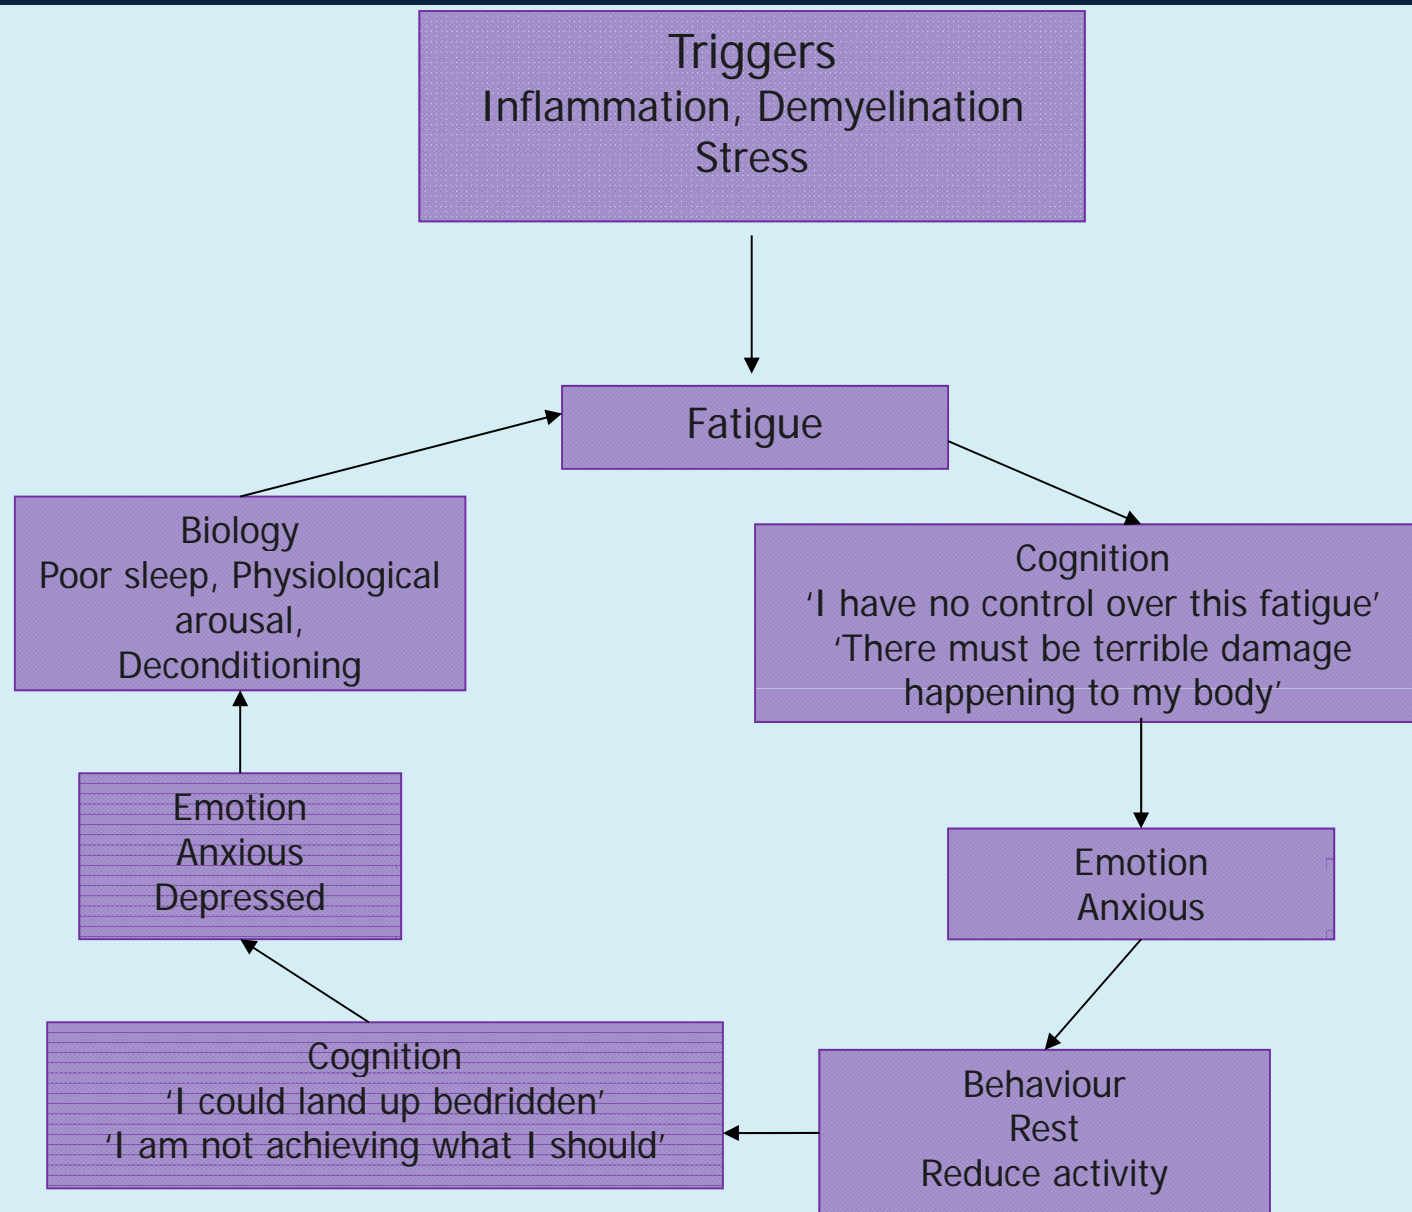 Triggers
Inflammation, Demyelination
Stress
Fatigue
Cognition
‘I have no control over this fatigue’
‘There must be terrible damage
happening to my body’
Emotion
Anxious
Behaviour
Rest
Reduce activity
Cognition
‘I could land up bedridden’
‘I am not achieving what I should’
Emotion
Anxious
Depressed
Biology
Poor sleep, Physiological
arousal,
Deconditioning